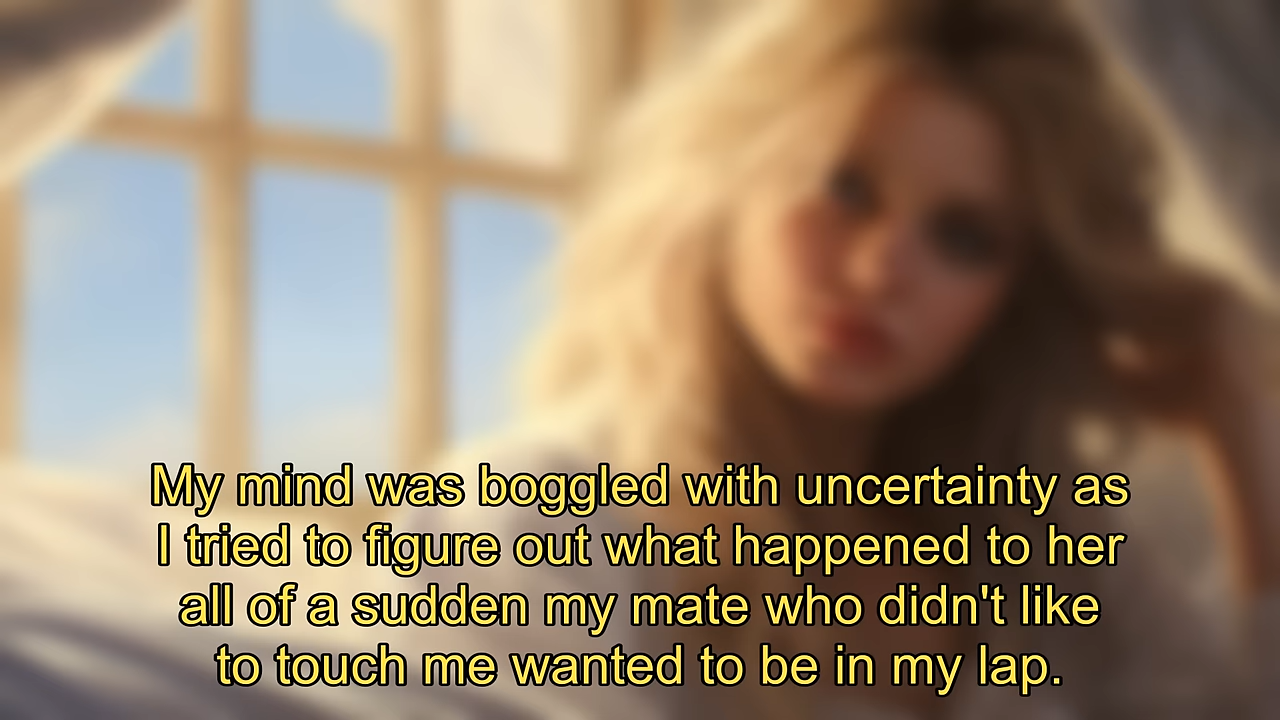 My mind was boggled with uncertainty as
I tried to figure out what happened to her
all of a sudden my mate who didn't like
to touch me wanted to be in my lap.